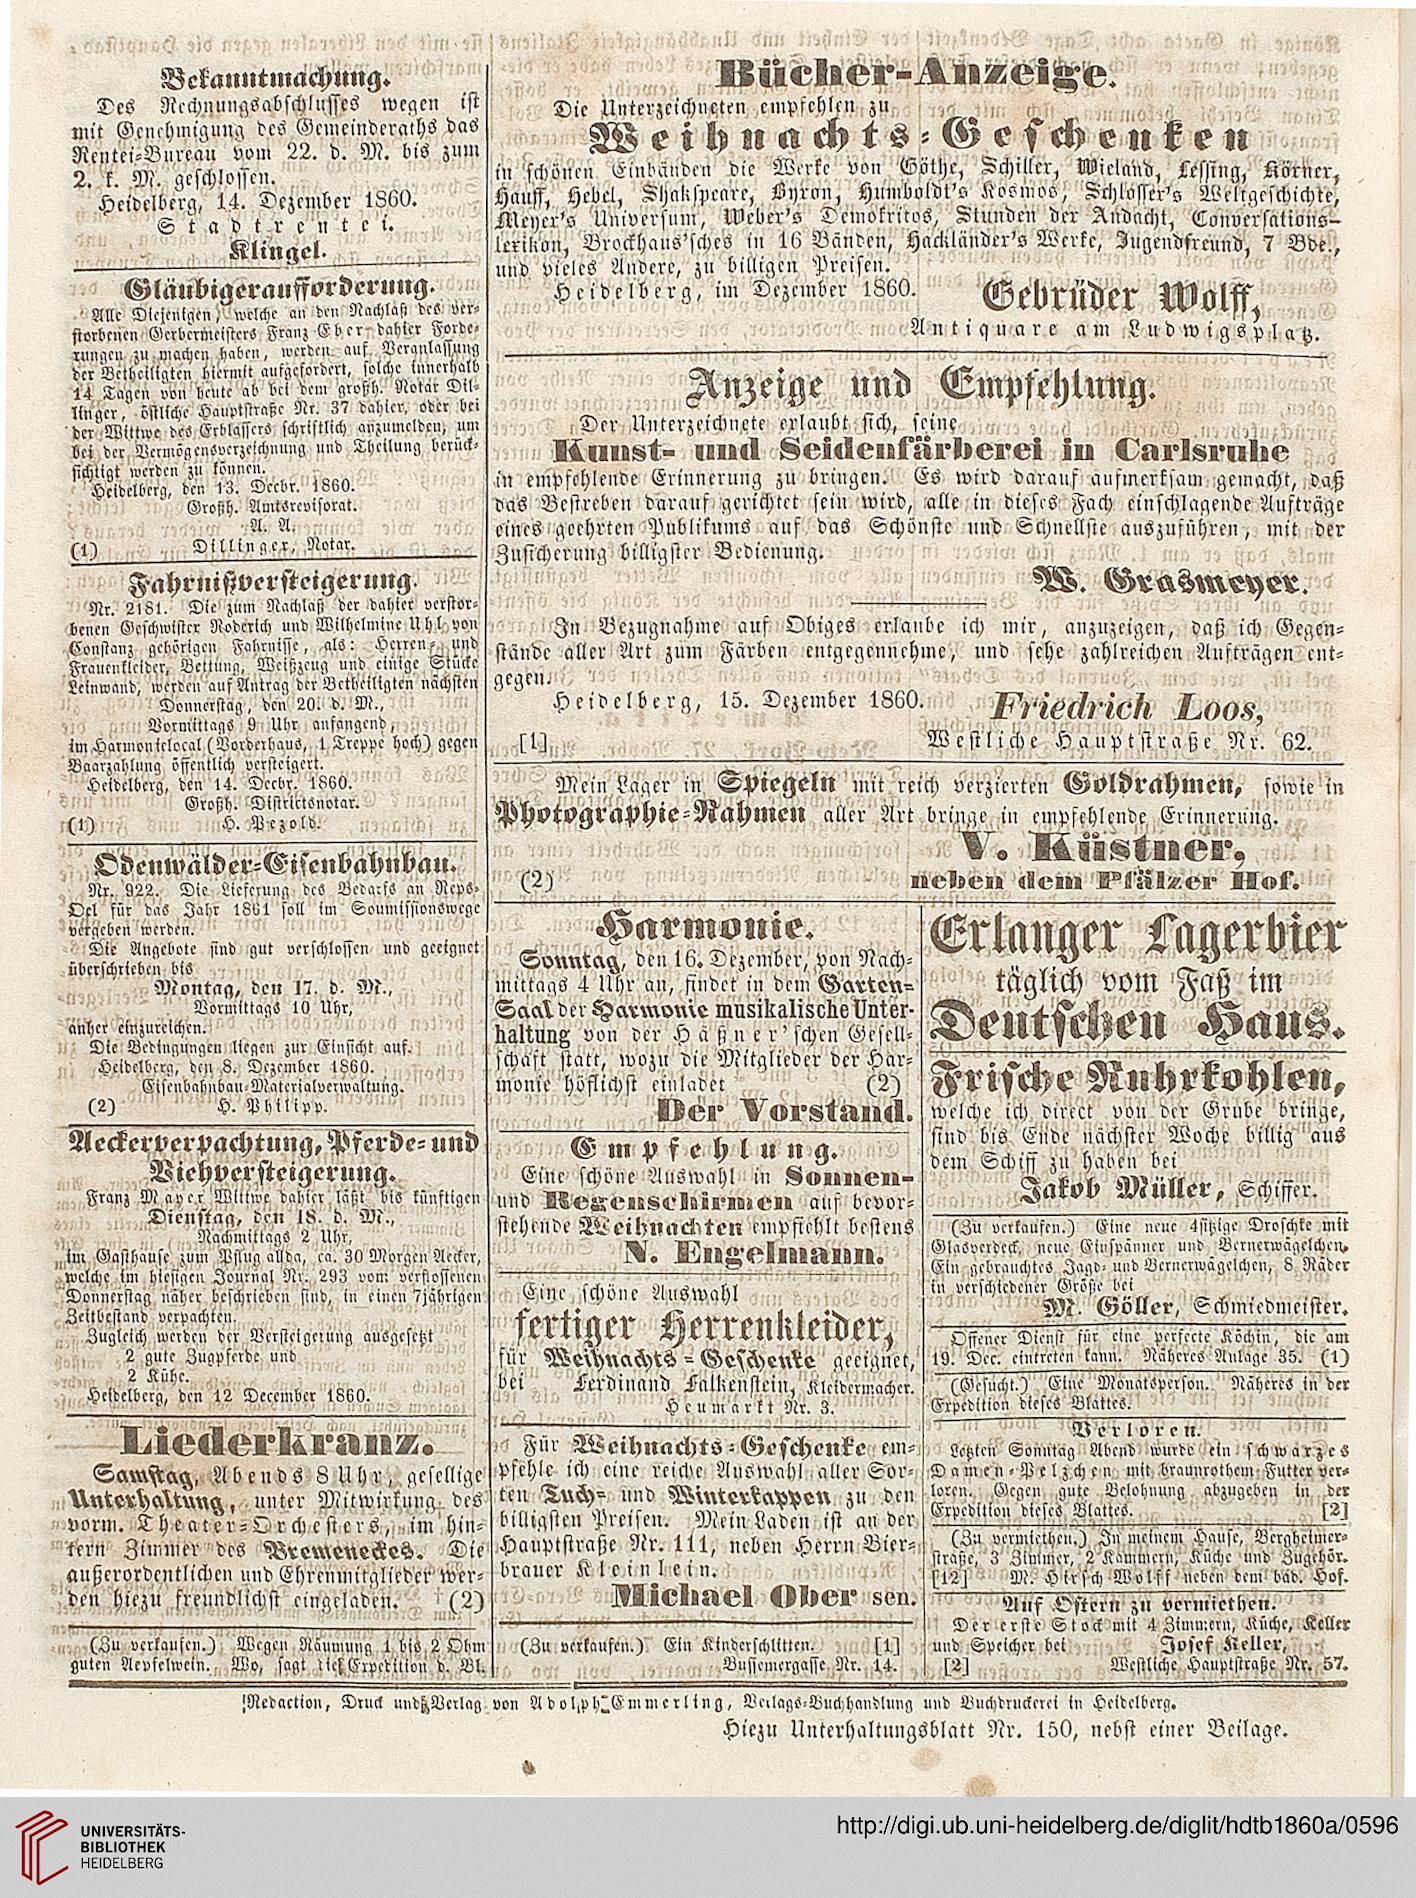 Bekanntmachung.
Des Rechnungsabschlusses wegen ist
mit Genehmigung des Gemeinderaths das
Rentei-Bureau vom 22. d. M. bis zum
2. k. M. geschlossen.
Heidelberg, 14. Dezember 1860.
Stadtrentei.
Klingel.
Gläubigeraufforderung.
Alle Diejenigen, welche an den Nachlaß des ver-
storbenen Gerbermeisters Franz Eber dahier Forde-
rungen zu machen haben, werden auf Veranlassung
der Betheiligten hiermit aufgefordert, solche innerhalb
14 Tagen von heute ab bei dem großh. Notar Dil-
linger, östliche Hauptstraße Nr. 37 dahier, oder bei
der Wittwe des Erblassers schriftlich anzumelden, um
bei der Vermögensverzeichnung und Theilung berück-
sichtigt werden zu können.
Heidelberg, den 13. Decbr. 1860.
Großh. Amtsrevisorat.
A. A.
(1) Dillinger, Notar.
Fahrnißversteigerung.
Nr. 2181. Die zum Nachlaß der dahier verstor-
benen Geschwister Roderich und Wilhelmine Uhl von
Constanz gehörigen Fahrnisse, als: Herren- und
Frauenkleider, Bettung, Weißzeug und einige Stücke
Leinwand, werden auf Antrag der Betheiligten nächsten
Donnerstag, den 20. d. M.,
Vormittags 9 Uhr anfangend,
im Harmonielocal (Vorderhaus, 1 Treppe hoch) gegen
Baarzahlung öffentlich versteigert.
Heidelberg, den 14. Decbr. 1860.
Großh. Districtsnotar.
(1) H. Pezold.
Odenwälder-Eisenbahnbau.
Nr. 922. Die Lieferung des Bedarfs an Reps-
Oel für das Jahr 1861 soll im Soumissionswege
vergeben werden.
Die Angebote sind gut verschlossen und geeignet
überschrieben bis
Montag, den 17. d. M.,
Vormittags 10 Uhr,
anher einzureichen.
Die Bedingungen liegen zur Einsicht auf.
Heidelberg, den 8. Dezember 1860.
Eisenbahnbau-Materialverwaltung.
(2) H. Philipp.
Aeckerverpachtung, Pferde- und
Viehversteigerung.
Franz Mayer Wittwe dahier läßt bis künftigen
Dienstag, den 18. d. M.,
Nachmittags 2 Uhr,
im Gasthause zum Pflug allda, ca. 30 Morgen Aecker,
welche im hiesigen Journal Nr. 293 vom verflossenen
Donnerstag näher beschrieben sind, in einen 7jährigen
Zeitbestand verpachten.
Zugleich werden der Versteigerung ausgesetzt
2 gute Zugpferde und
2 Kühe.
Heidelberg, den 12 December 1860.
Liederkranz.
Samstag, Abends 8 Uhr, gesellige
Unterhaltung, unter Mitwirkung des
vorm. Theater-Orchesters, im hin-
tern Zimmer des Bremeneckes. Die
außerordentlichen und Ehrenmitglieder wer-
den hiezu freundlichst eingeladen. † (2)
(Zu verkaufen.) Wegen Räumung 1 bis 2 Ohm
guten Aepfelwein. Wo, sagt die Expedition d. Bl.
Bücher-Anzeige.
Die Unterzeichneten empfehlen zu
Weihnachts-Geschenken
in schönen Einbänden die Werke von Göthe, Schiller, Wieland, Lessing, Körner,
Hauff, Hebel, Shakspeare, Byron, Humboldt's Kosmos, Schlosser's Weltgeschichte,
Meyer's Universum, Weber's Demokritos, Stunden der Andacht, Conversations-
lexikon, Brockhaus'sches in 16 Bänden, Hackländer's Werke, Jugendfreund, 7 Bde.,
und vieles Andere, zu billigen Preisen.
Heidelberg, im Dezember 1860.
Gebrüder Wolff,
Antiquare am Ludwigsplatz.
Anzeige und Empfehlung.
Der Unterzeichnete erlaubt sich, seine
Kunst- und Seidenfärberei in Carlsruhe
in empfehlende Erinnerung zu bringen. Es wird darauf aufmerksam gemacht, daß
das Bestreben darauf gerichtet sein wird, alle in dieses Fach einschlagende Aufträge
eines geehrten Publikums auf das Schönste und Schnellste auszuführen, mit der
Zusicherung billigster Bedienung.
W. Grasmeyer.
In Bezugnahme auf Obiges erlaube ich mir, anzuzeigen, daß ich Gegen-
stände aller Art zum Färben entgegennehme, und sehe zahlreichen Aufträgen ent-
gegen.
Heidelberg, 15. Dezember 1860.
Friedrich Loos,
[1] Westliche Hauptstraße Nr. 62.
Mein Lager in Spiegeln mit reich verzierten Goldrahmen, sowie in
Photographie-Rahmen aller Art bringe in empfehlende Erinnerung.
V. Küstner,
(2) neben dem Pfälzer Hof.
Harmonie.
Sonntag, den 16. Dezember, von Nach-
mittags 4 Uhr an, findet in dem Garten-
Saal der Harmonie musikalische Unter-
haltung von der Häßner'schen Gesell-
schaft statt, wozu die Mitglieder der Har-
monie höflichst einladet (2)
Der Vorstand.
Empfehlung.
Eine schöne Auswahl in Sonnen-
und Regenschirmen auf bevor-
stehende Weihnachten empfiehlt bestens
N. Engelmann.
Eine schöne Auswahl
fertiger Herrenkleider,
für Weihnachts-Geschenke geeignet,
bei Ferdinand Falkenstein, Kleidermacher.
Heumarkt Nr. 3.
Für Weihnachts-Geschenke em-
pfehle ich eine reiche Auswahl aller Sor-
ten Tuch- und Winterkappen zu den
billigsten Preisen. Mein Laden ist an der
Hauptstraße Nr. 111, neben Herrn Bier-
brauer Kleinlein.
Michael Ober sen.
(Zu verkaufen.) Ein Kinderschlitten. [1]
Bussemergasse Nr. 14.
Erlanger Lagerbier
täglich vom Faß im
Deutschen Haus.
Frische Ruhrkohlen,
welche ich direct von der Grube bringe,
sind bis Ende nächster Woche billig aus
dem Schiff zu haben bei
Jakob Müller, Schiffer.
(Zu verkaufen.) Eine neue 4sitzige Droschke mit
Glasverdeck, neue Einspänner und Bernerwägelchen.
Ein gebrauchtes Jagd- und Bernerwägelchen, 8 Räder
in verschiedener Größe bei
M. Göller, Schmiedmeister.
Offener Dienst für eine perfecte Köchin, die am
19. Dec. eintreten kann. Näheres Anlage 35. (1)
(Gesucht.) Eine Monatsperson. Näheres in der
Expedition dieses Blattes.
Verloren.
Letzten Sonntag Abend wurde ein schwarzes
Damen-Pelzchen mit braunrothem Futter ver-
loren. Gegen gute Belohnung abzugeben in der
Expedition dieses Blattes. [2]
(Zu vermiethen.) In meinem Hause, Bergheimer-
straße, 3 Zimmer, 2 Kammern, Küche und Zugehör.
[12] M. Hirsch Wolff neben dem bad. Hof.
Auf Ostern zu vermiethen.
Der erste Stock mit 4 Zimmern, Küche, Keller
und Speicher bei Josef Keller,
[2] Westliche Hauptstraße Nr. 57.
Redaction, Druck und Verlag von Adolph Emmerling, Verlags-Buchhandlung und Buchdruckerei in Heidelberg.
Hiezu Unterhaltungsblatt Nr. 150, nebst einer Beilage.
UNIVERSITÄTS-
BIBLIOTHEK
HEIDELBERG
http://digi.ub.uni-heidelberg.de/diglit/hdtb1860a/0596